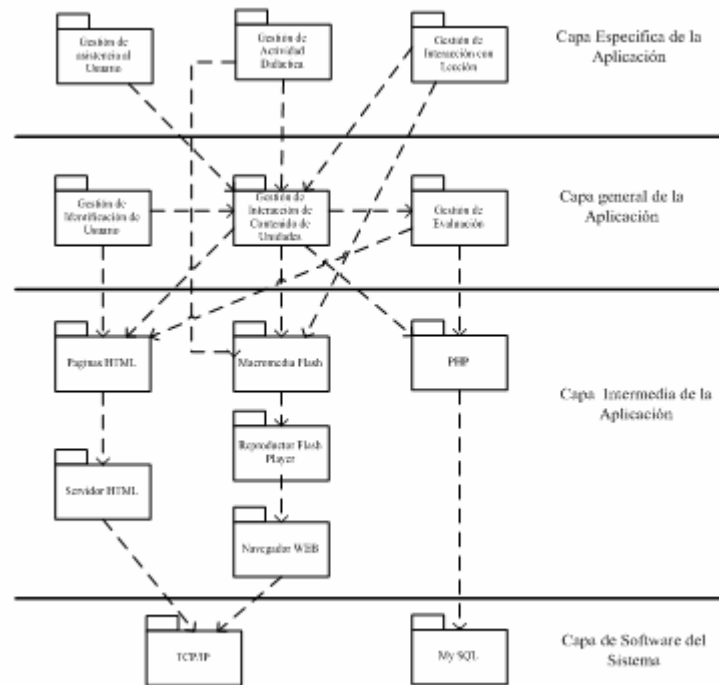 Gestión de
asistencia al
Usuario
Gestión de
Actividad
Didactica
Gestión de
Interacción con
Lección
Capa Especifica de la
Aplicación
Gestión de
Identificación de
Usuario
Gestión de
Interacción de
Contenido de
Unidades
Gestión de
Evaluación
Capa general de la
Aplicación
Paginas HTML
Macromedia Flash
PHP
Capa Intermedia de la
Aplicación
Reproductor Flash
Player
Servidor HTML
Navegador WEB
TCP/IP
My SQL
Capa de Software del
Sistema